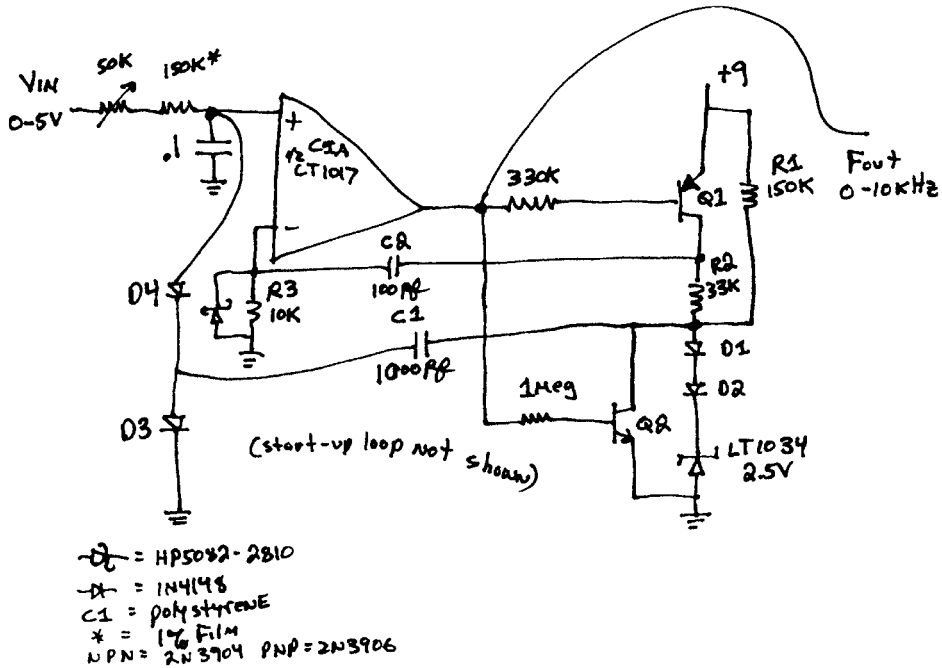 50K
150K*
VIN
0-5V
.1
+
-
1/2 C1A
LT1017
330K
+9
Q1
R1
150K
Fout
0-10KHz
C2
100pf
R2
33K
R3
10K
D4
C1
1000pf
D1
D2
1Meg
Q2
LT1034
2.5V
D3
(start-up loop not shown)
= HP5082-2810
= 1N4148
C1 = polystyrene
* = 1% Film
NPN = 2N3904 PNP = 2N3906